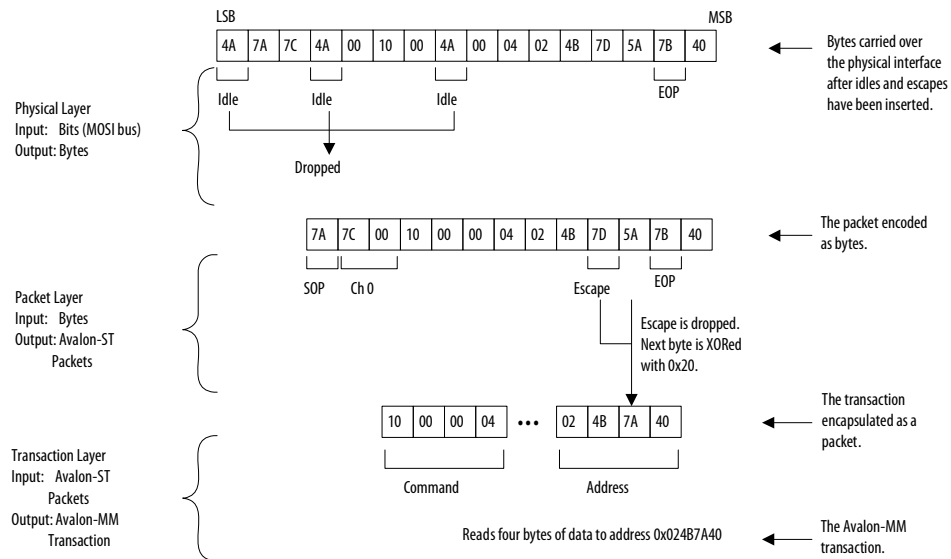 LSB MSB
4A 7A 7C 4A 00 10 00 4A 00 04 02 4B 7D 5A 7B 40
Idle Idle Idle EOP
Dropped
Bytes carried over
the physical interface
after idles and escapes
have been inserted.
Physical Layer
Input: Bits (MOSI bus)
Output: Bytes
7A 7C 00 10 00 00 04 02 4B 7D 5A 7B 40
SOP Ch 0 Escape EOP
The packet encoded
as bytes.
Packet Layer
Input: Bytes
Output: Avalon-ST
Packets
Escape is dropped.
Next byte is XORed
with 0x20.
10 00 00 04 ••• 02 4B 7A 40
Command Address
The transaction
encapsulated as a
packet.
Transaction Layer
Input: Avalon-ST
Packets
Output: Avalon-MM
Transaction
Reads four bytes of data to address 0x024B7A40
The Avalon-MM
transaction.